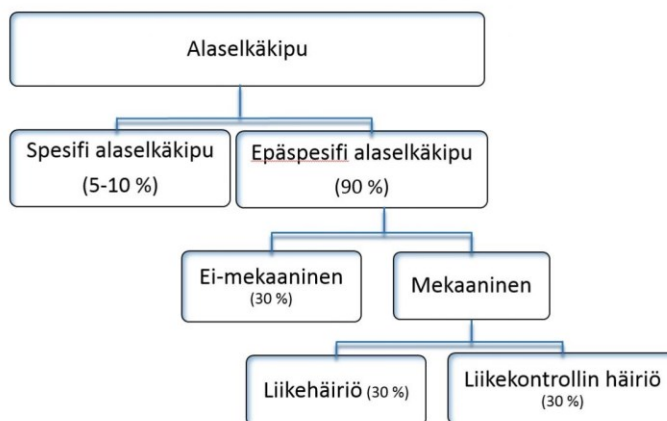 Alaselkäkipu
Spesifi alaselkäkipu
(5-10 %)
Epäspesifi alaselkäkipu
(90 %)
Ei-mekaaninen
(30 %)
Mekaaninen
Liikehäiriö (30 %)
Liikekontrollin häiriö
(30 %)